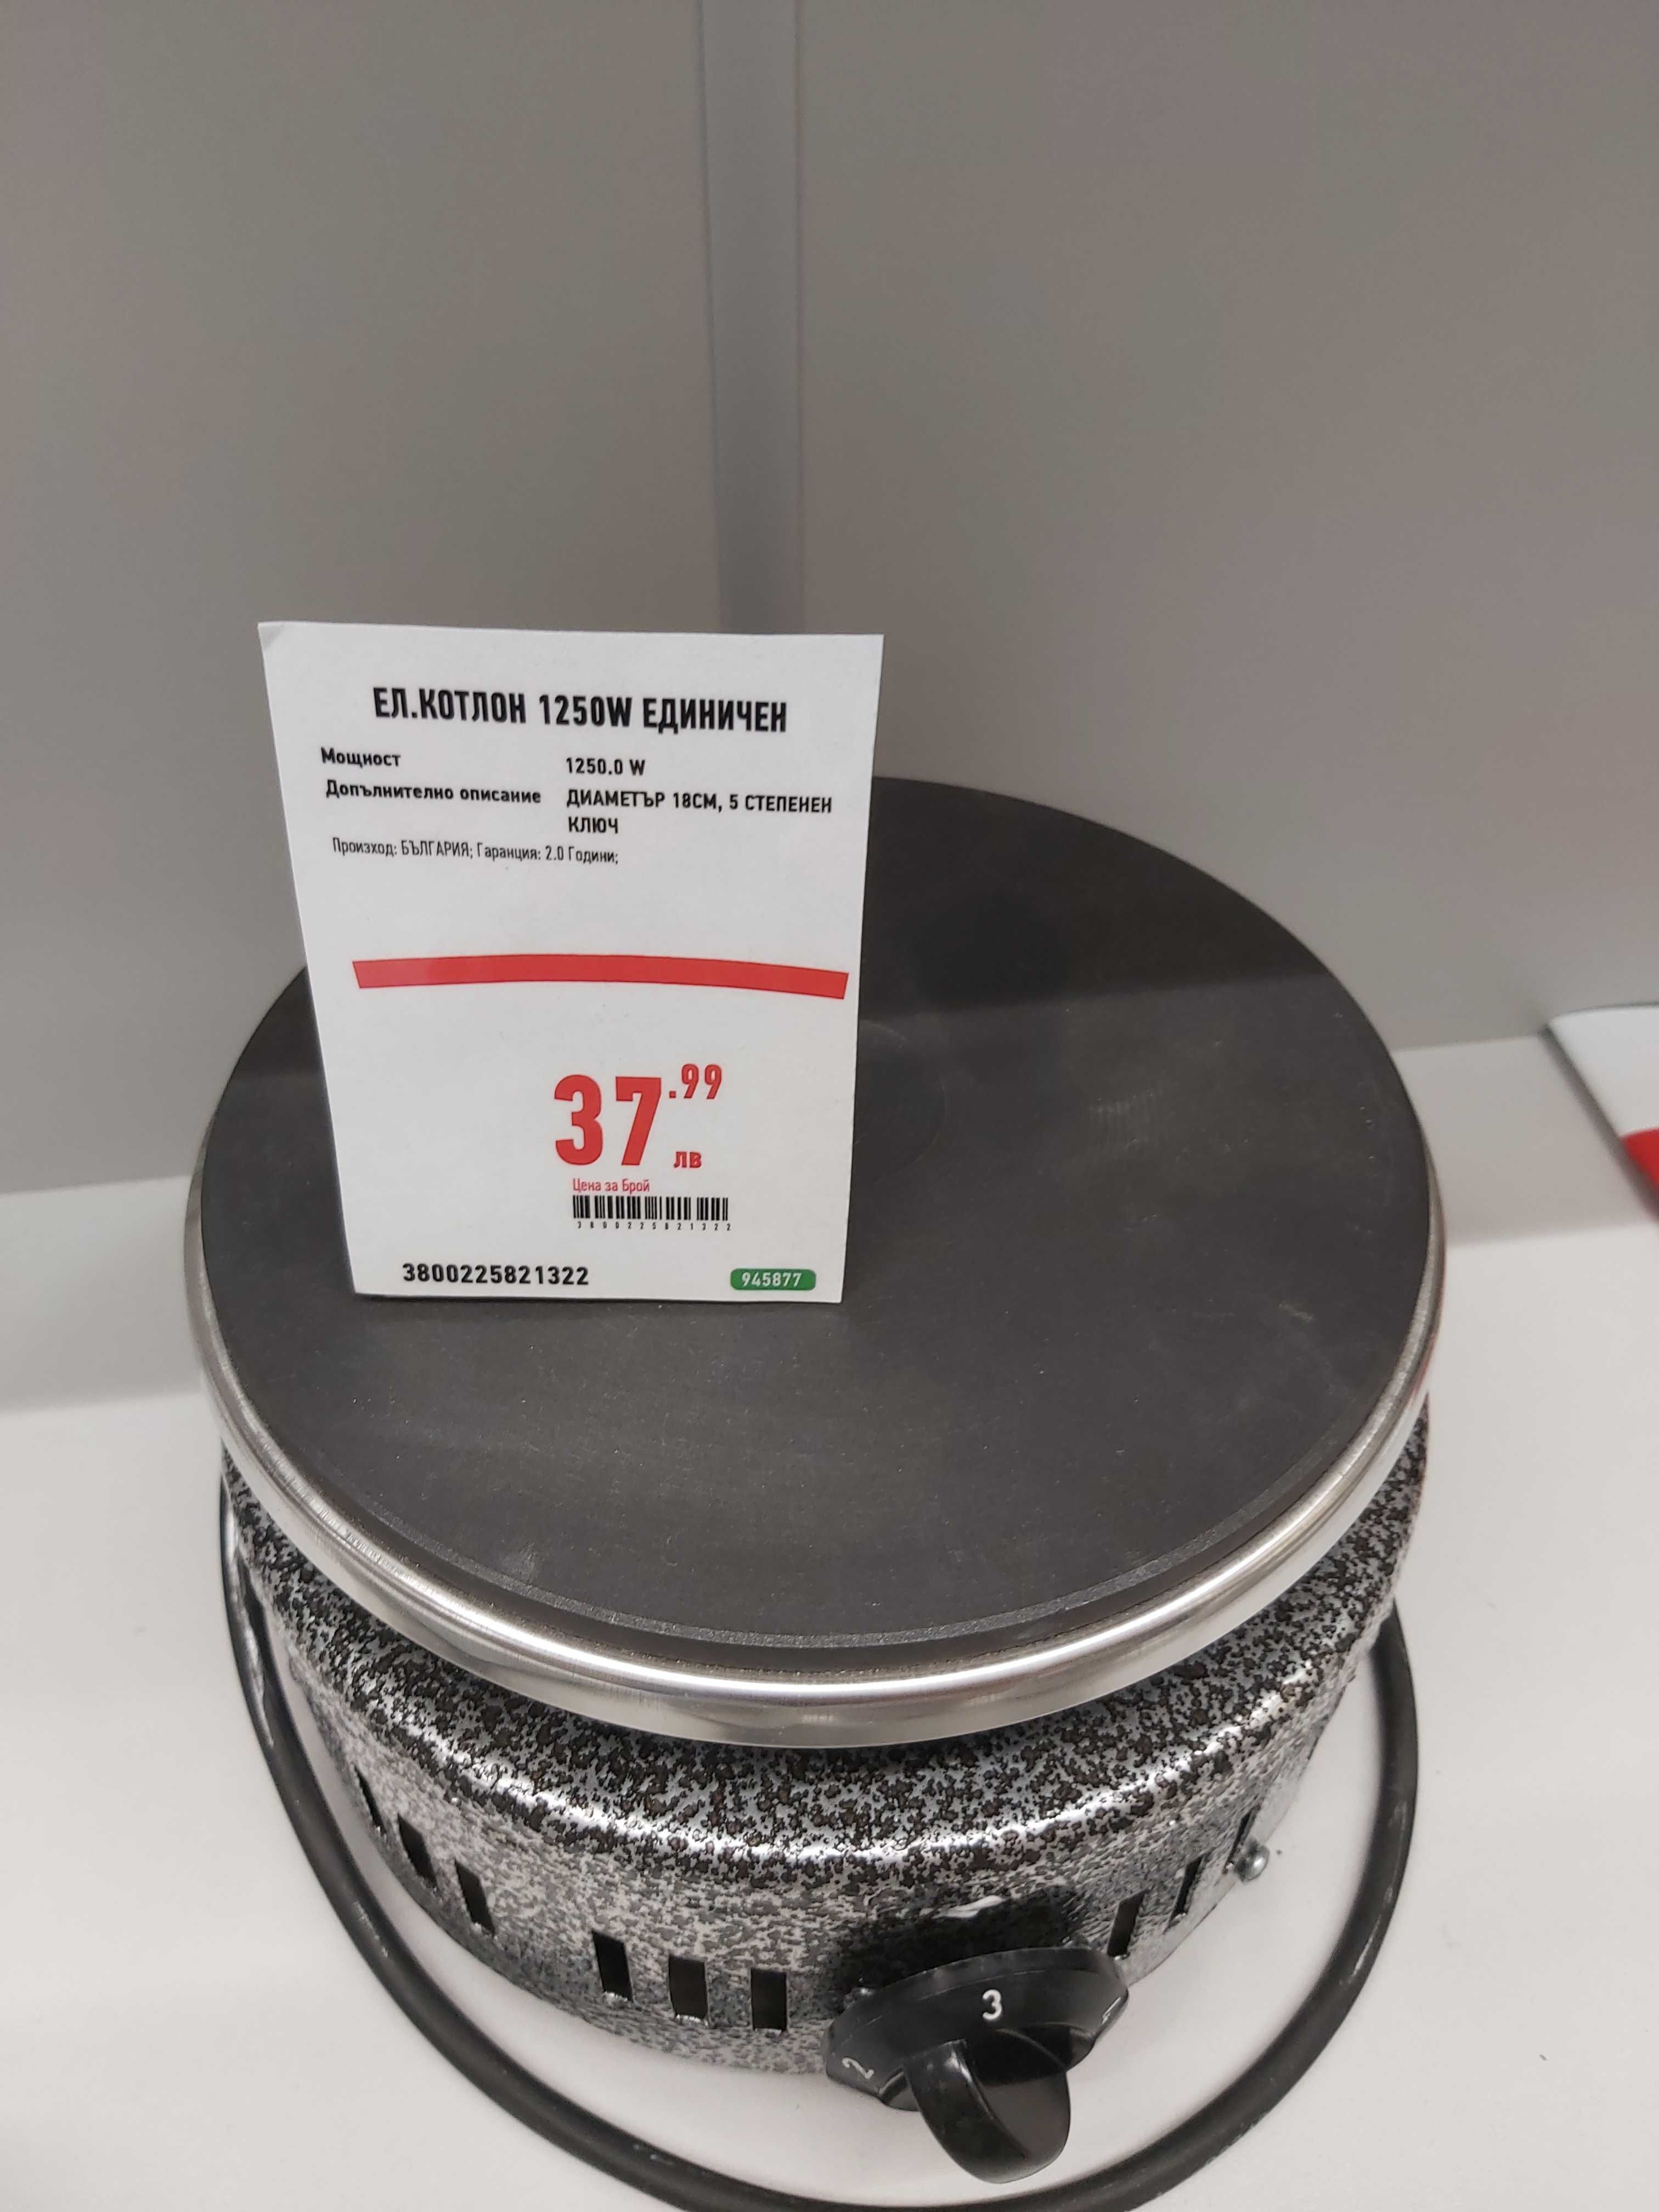 ЕЛ.КОТЛОН 1250W ЕДИНИЧЕН
Мощност 1250.0 W
Допълнително описание ДИАМЕТЪР 18СМ, 5 СТЕПЕНЕН
КЛЮЧ
Произход: БЪЛГАРИЯ; Гаранция: 2.0 Години;
37.99
лв
Цена за Брой
3800225821322
3800225821322 945877
3
2